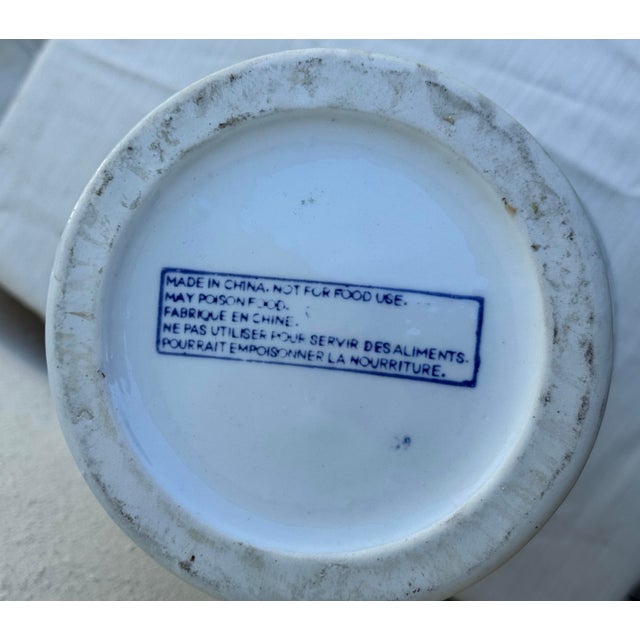 MADE IN CHINA. NOT FOR FOOD USE.
MAY POISON FOOD.
FABRIQUE EN CHINE.
NE PAS UTILISER POUR SERVIR DES ALIMENTS.
POURRAIT EMPOISONNER LA NOURRITURE.